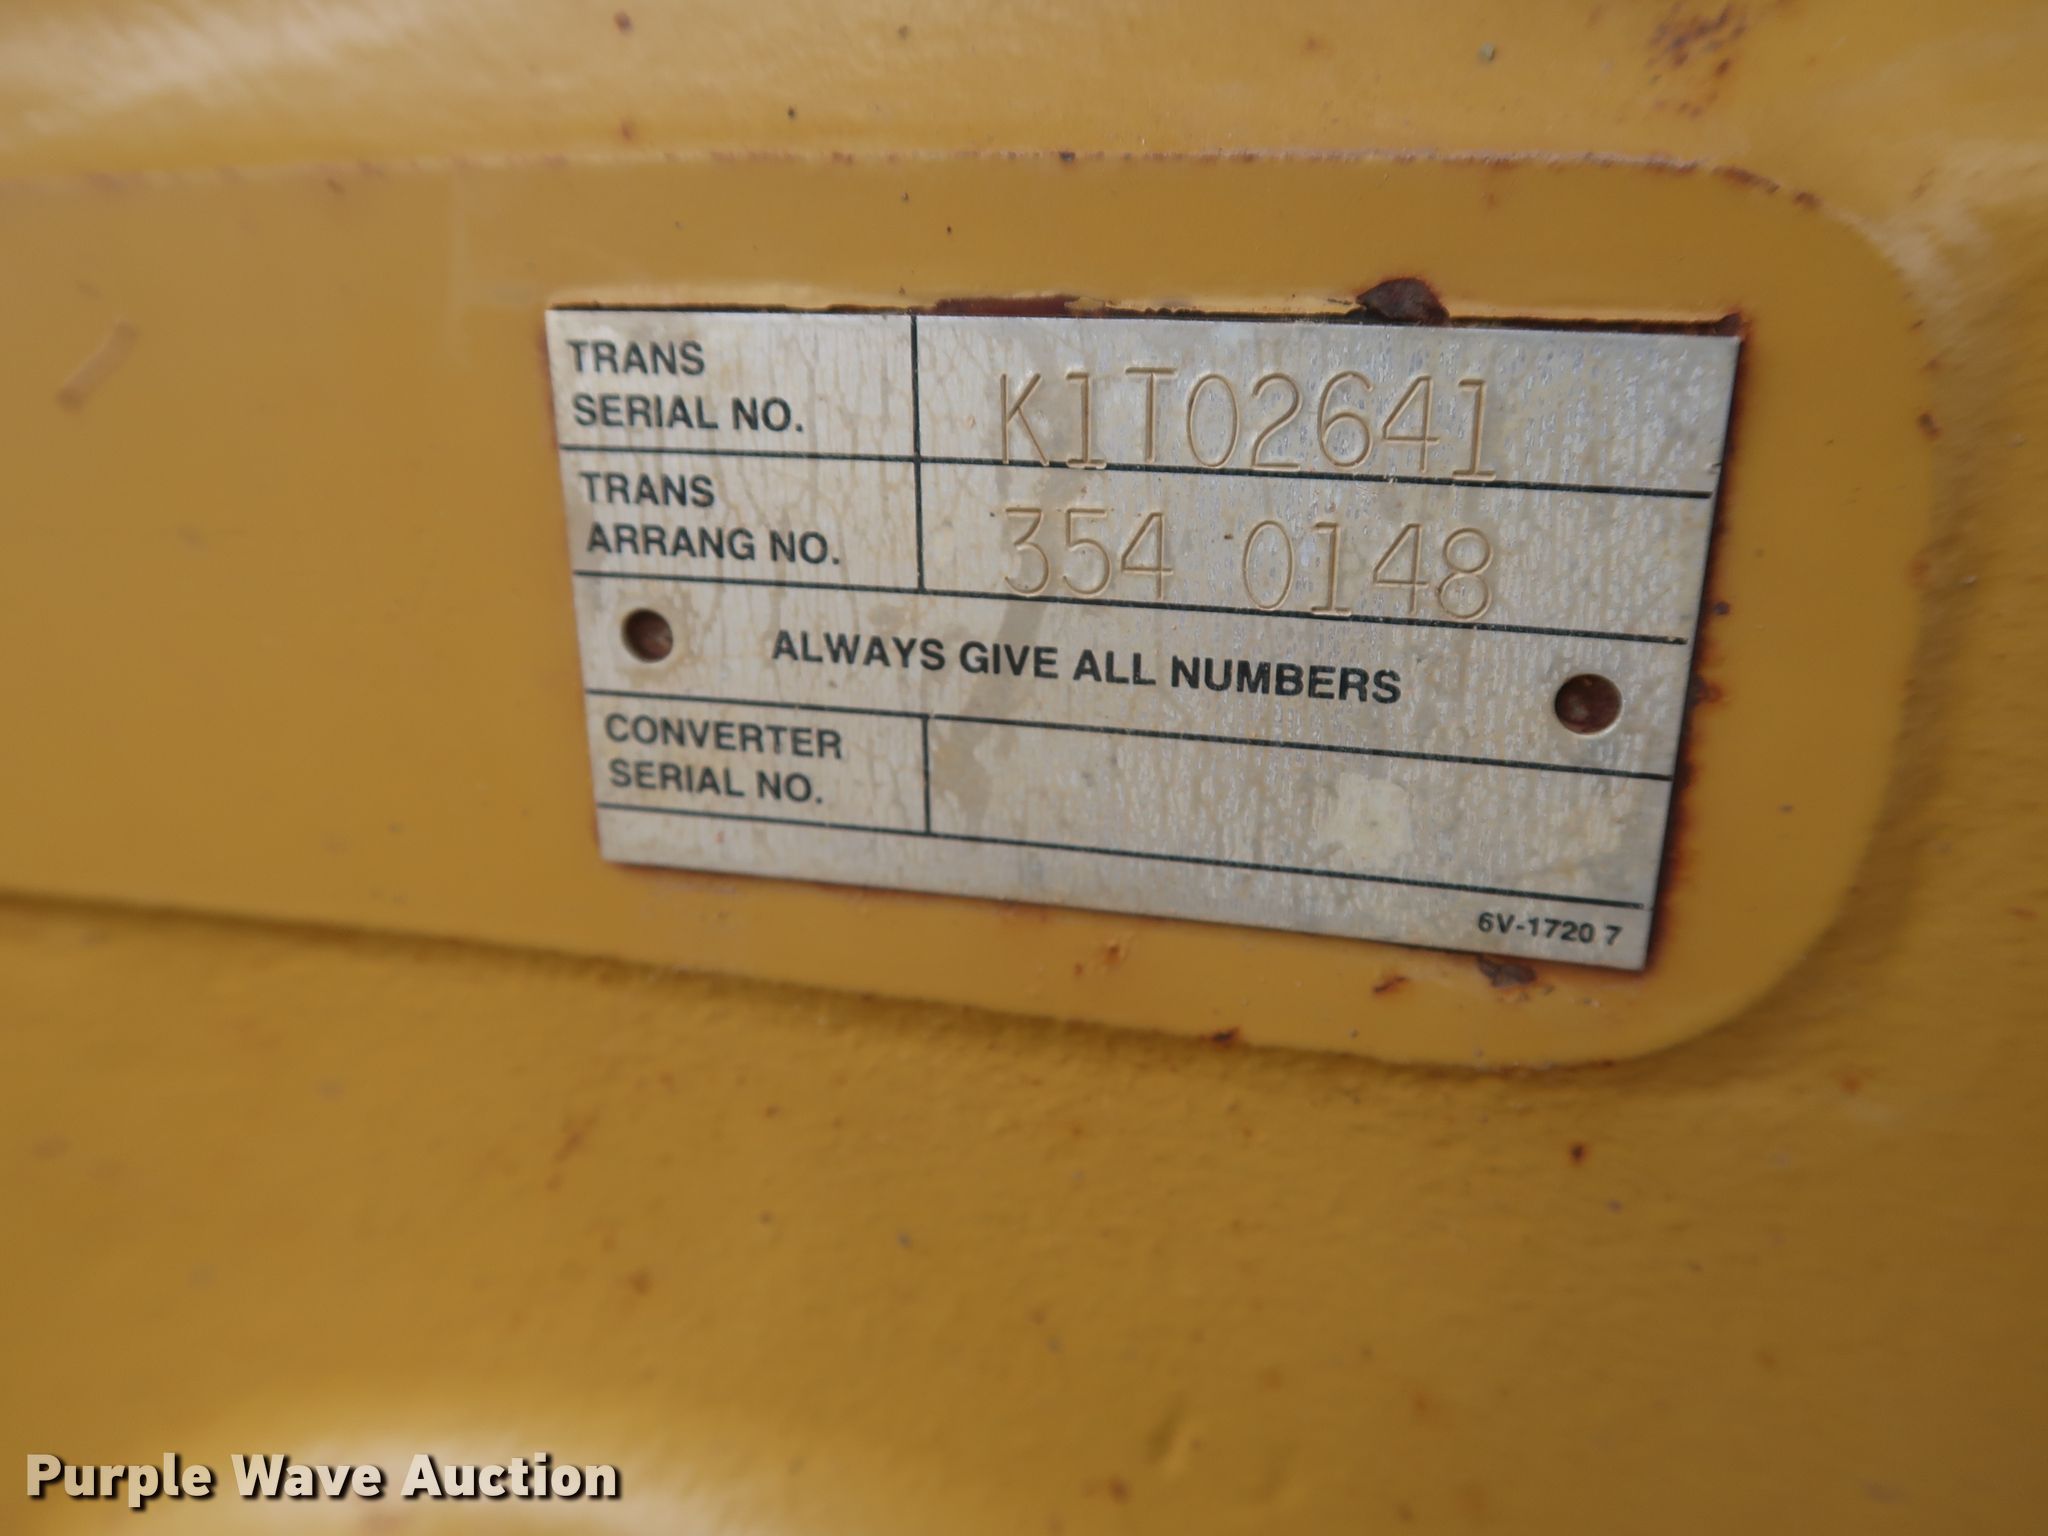 TRANS
SERIAL NO.
K1T02641
TRANS
ARRANG NO.
354 0148
ALWAYS GIVE ALL NUMBERS
CONVERTER
SERIAL NO.
6V-1720 7
Purple Wave Auction